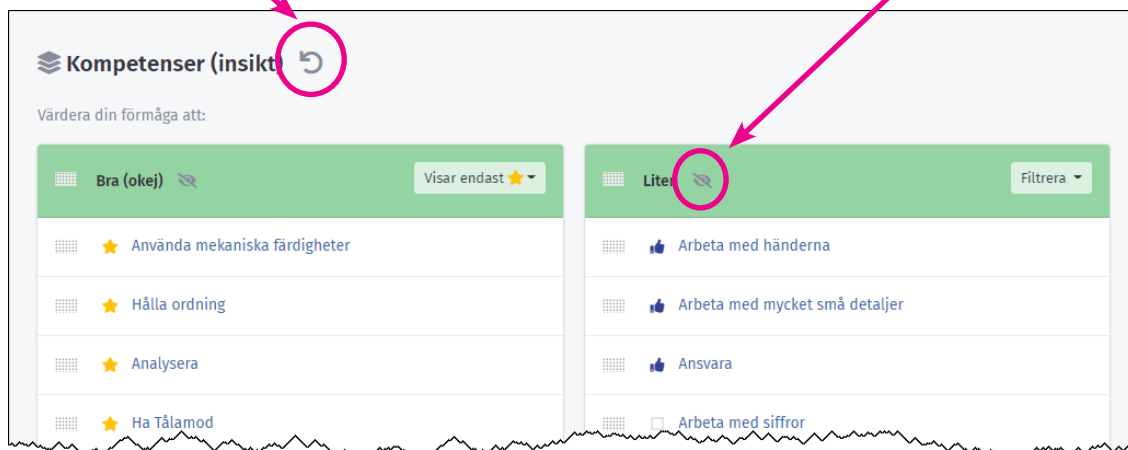 Kompetenser (insikt)
Värdera din förmåga att:
Bra (okej)
Visar endast
Använda mekaniska färdigheter
Hålla ordning
Analysera
Ha Tålamod
Liten
Filtrera
Arbeta med händerna
Arbeta med mycket små detaljer
Ansvara
Arbeta med siffror